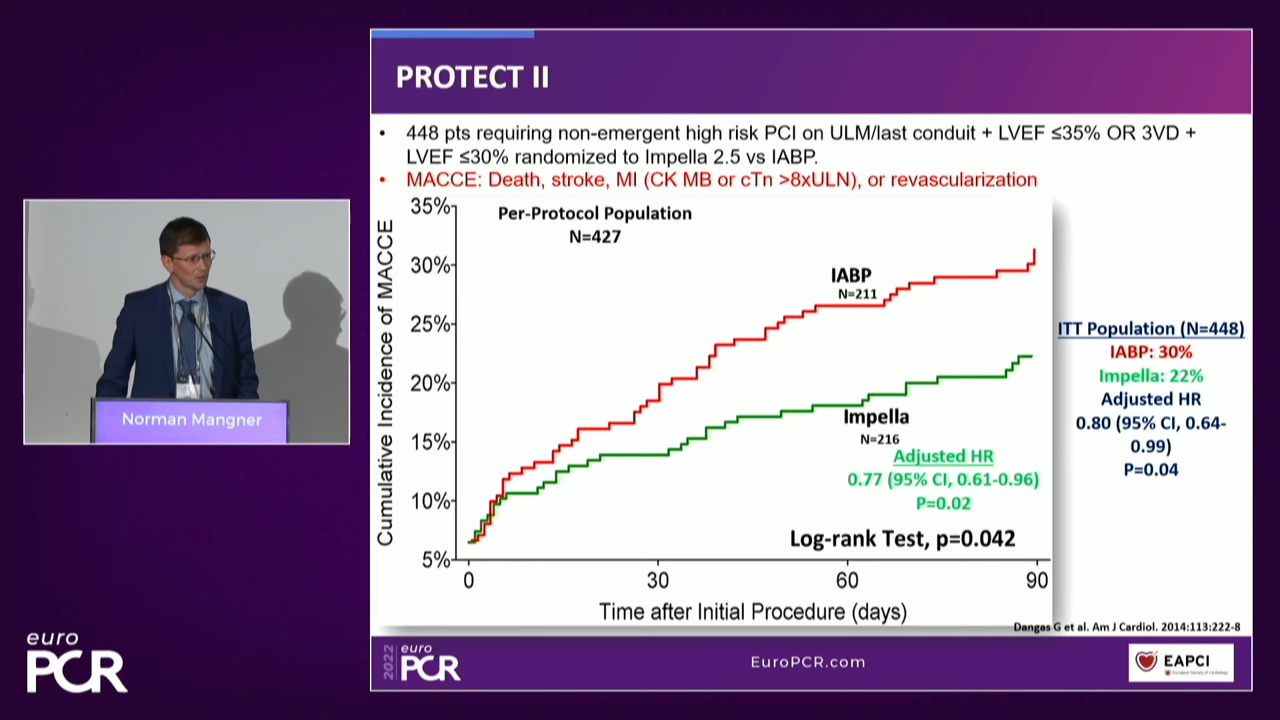 PROTECT II
• 448 pts requiring non-emergent high risk PCI on ULM/last conduit + LVEF ≤35% OR 3VD +
LVEF ≤30% randomized to Impella 2.5 vs IABP.
• MACCE: Death, stroke, MI (CK MB or cTn >8xULN), or revascularization
Cumulative Incidence of MACCE
35%
30%
25%
20%
15%
10%
5%
Per-Protocol Population
N=427
IABP
N=211
Impella
N=216
Adjusted HR
0.77 (95% CI, 0.61-0.96)
P=0.02
Log-rank Test, p=0.042
0 30 60 90
Time after Initial Procedure (days)
ITT Population (N=448)
IABP: 30%
Impella: 22%
Adjusted HR
0.80 (95% CI, 0.64-
0.99)
P=0.04
Dangas G et al. Am J Cardiol. 2014:113:222-8
Norman Mangner
euro
PCR
2022
euro
PCR
EuroPCR.com
EAPCI